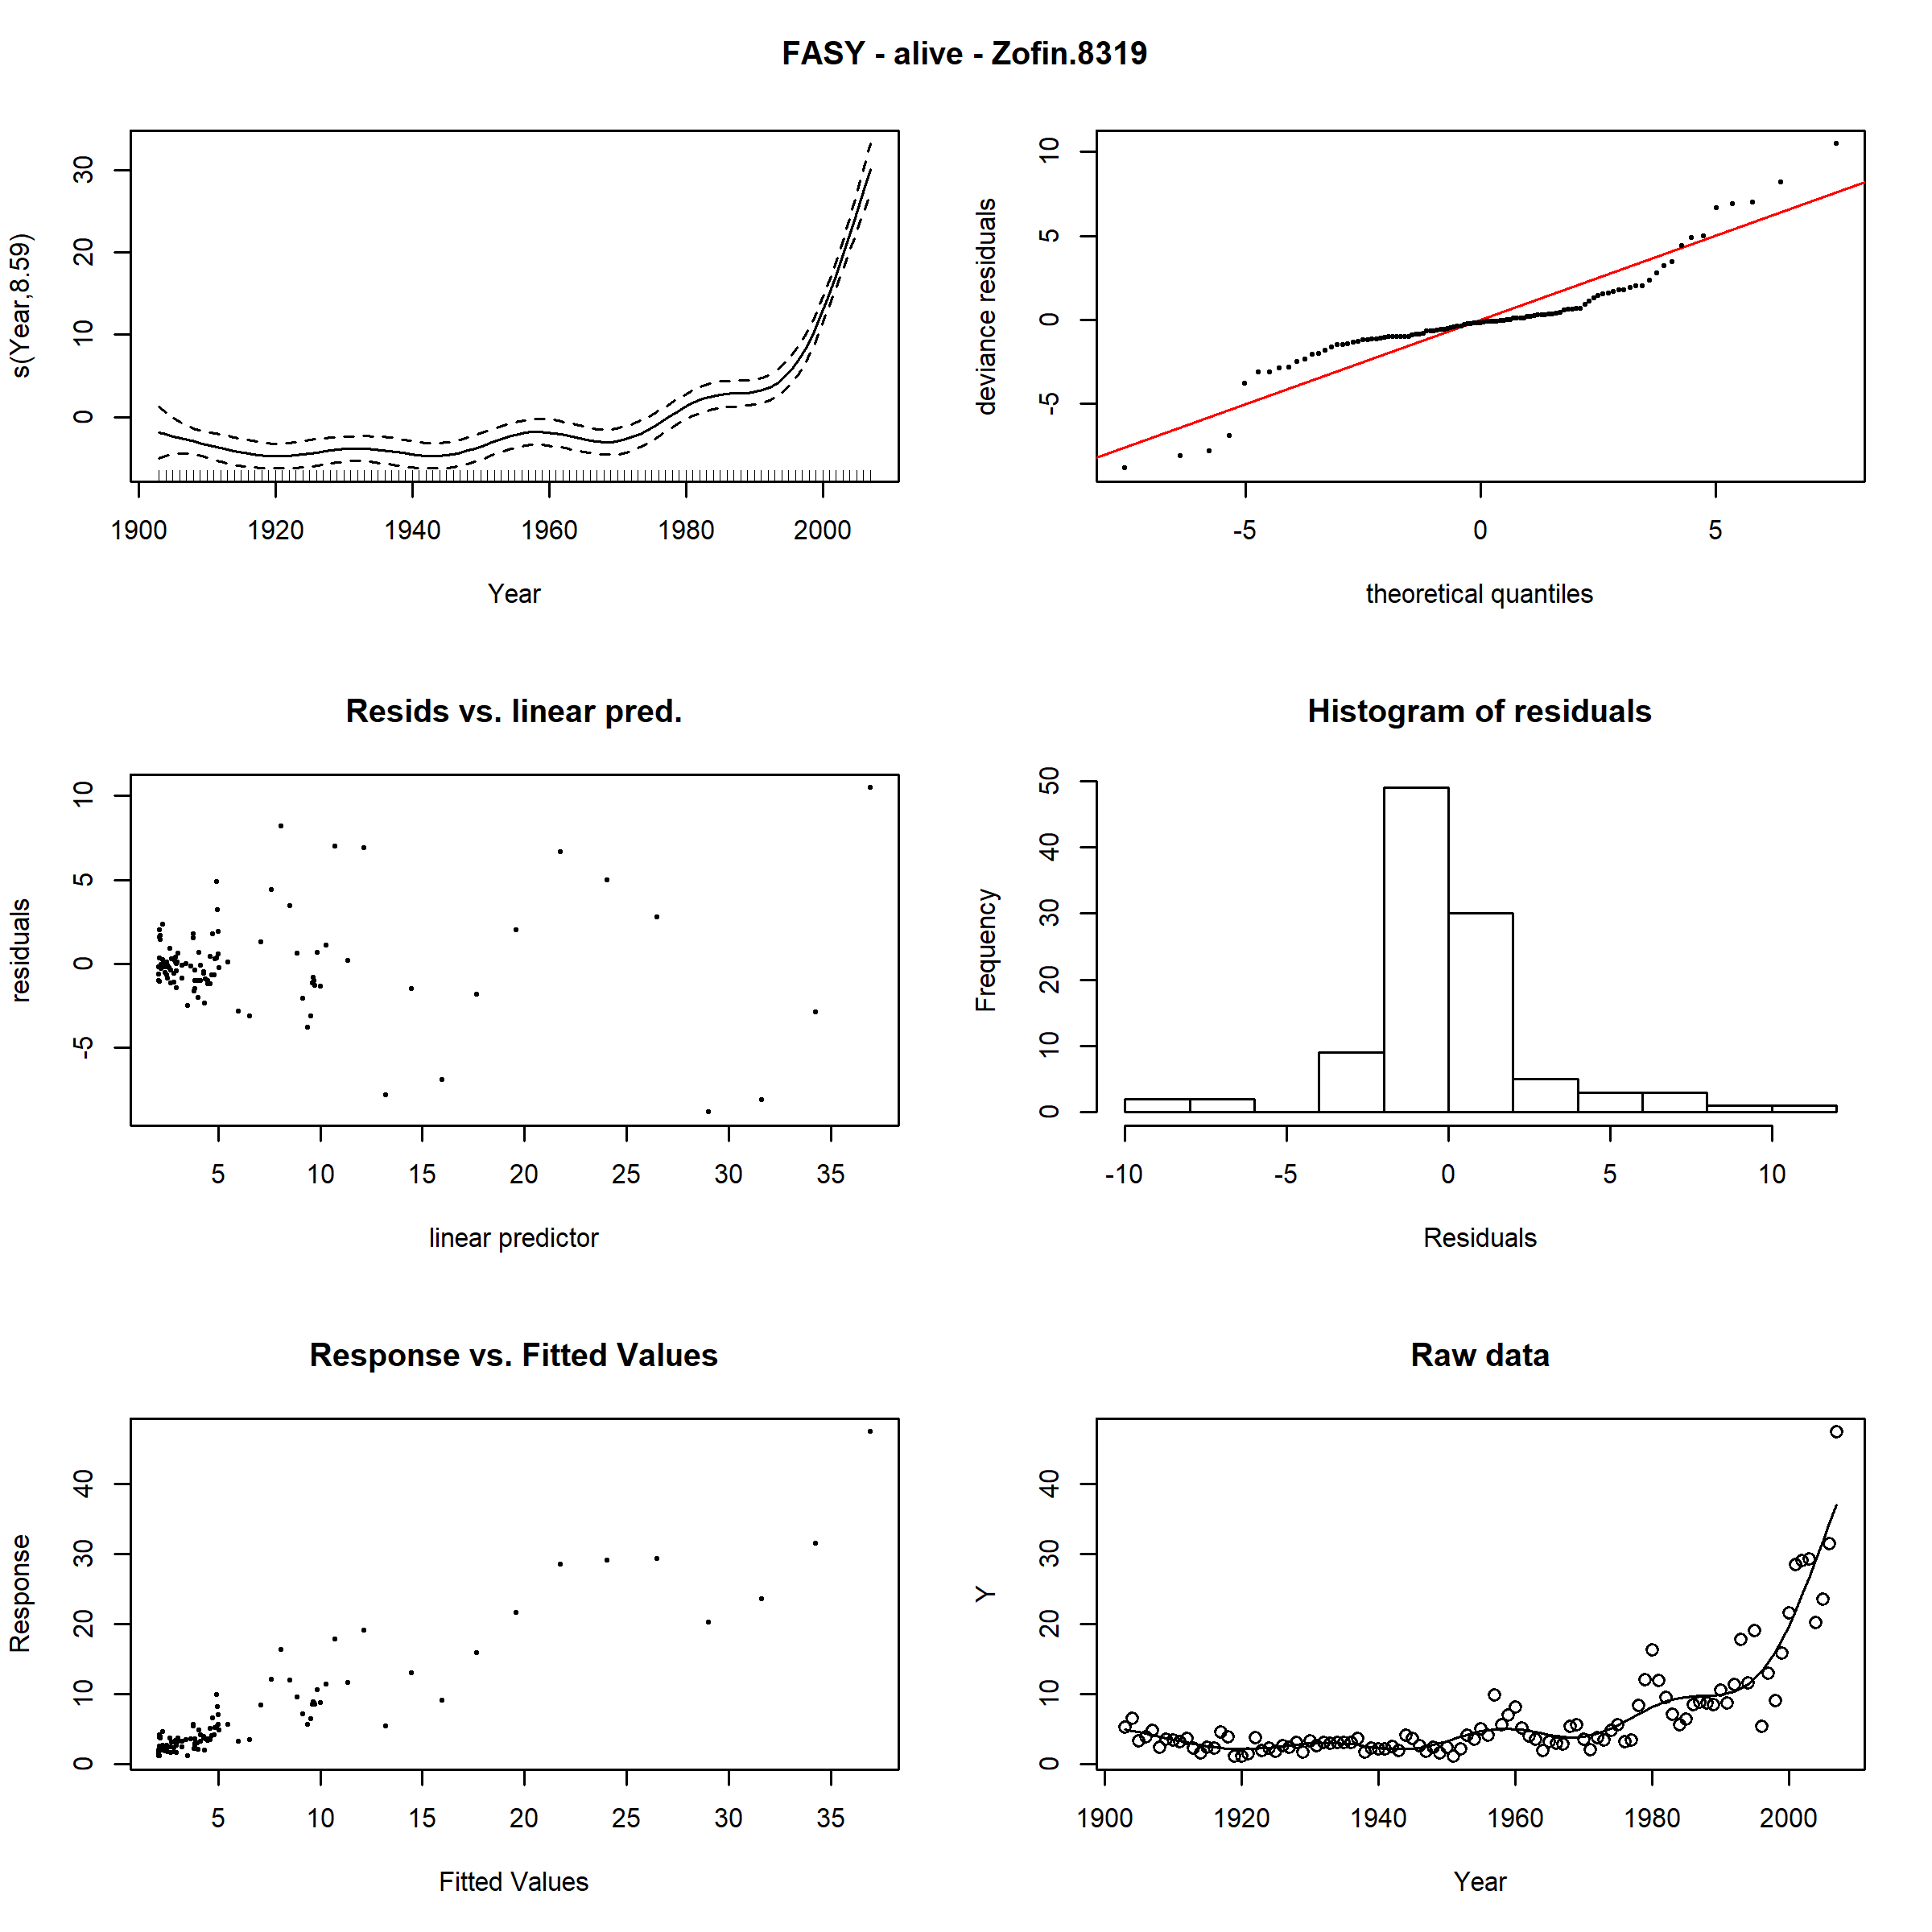 FASY - alive - Zofin.8319
s(Year,8.59)
0 10 20 30
1900 1920 1940 1960 1980 2000
Year
deviance residuals
-5 0 5 10
-5 0 5
theoretical quantiles
Resids vs. linear pred.
residuals
-5 0 5 10
5 10 15 20 25 30 35
linear predictor
Histogram of residuals
Frequency
0 10 20 30 40 50
-10 -5 0 5 10
Residuals
Response vs. Fitted Values
Response
0 10 20 30 40
5 10 15 20 25 30 35
Fitted Values
Raw data
Y
0 10 20 30 40
1900 1920 1940 1960 1980 2000
Year